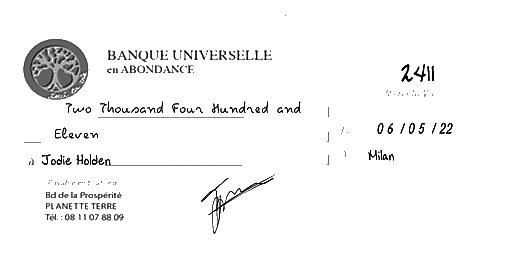 BANQUE UNIVERSELLE
en ABONDANCE
2411
Two Thousand Four Hundred and
Eleven
06/05/22
à Jodie Holden
Milan
Bd de la Prospérité
PLANETTE TERRE
Tél. : 08 11 07 88 09